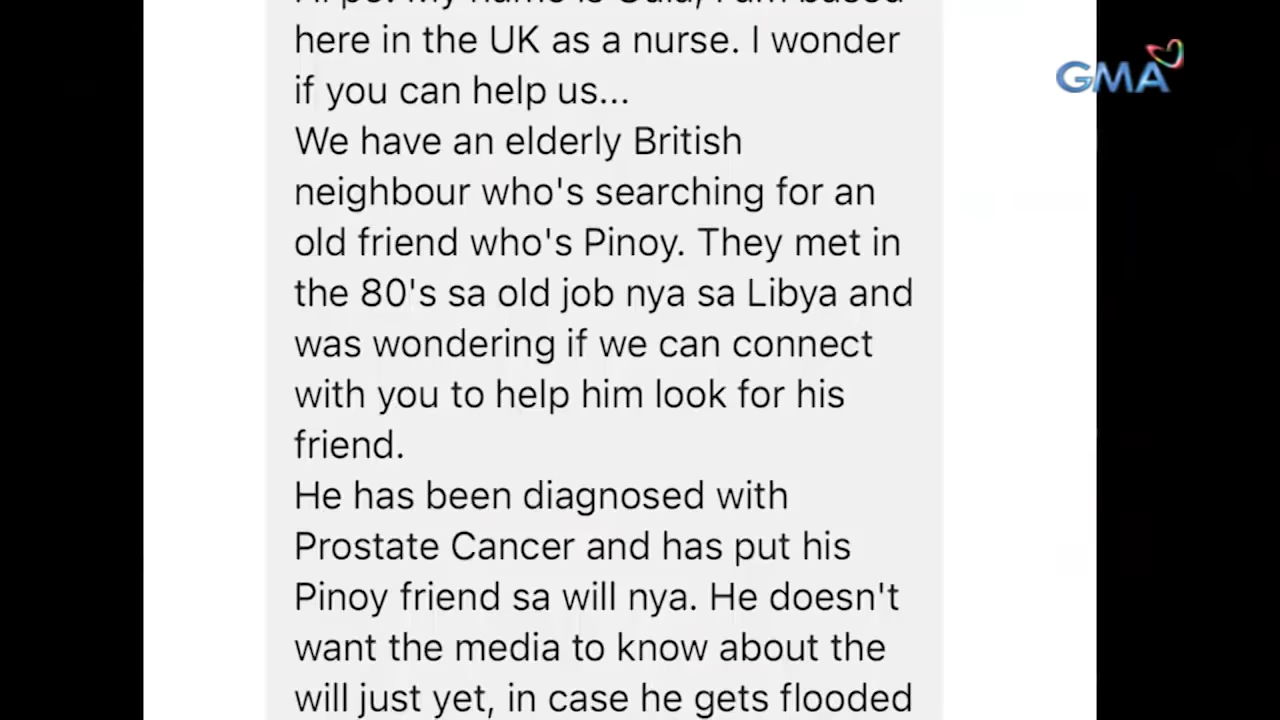 here in the UK as a nurse. I wonder
if you can help us...
We have an elderly British
neighbour who's searching for an
old friend who's Pinoy. They met in
the 80's sa old job nya sa Libya and
was wondering if we can connect
with you to help him look for his
friend.
He has been diagnosed with
Prostate Cancer and has put his
Pinoy friend sa will nya. He doesn't
want the media to know about the
will just yet, in case he gets flooded
GMA